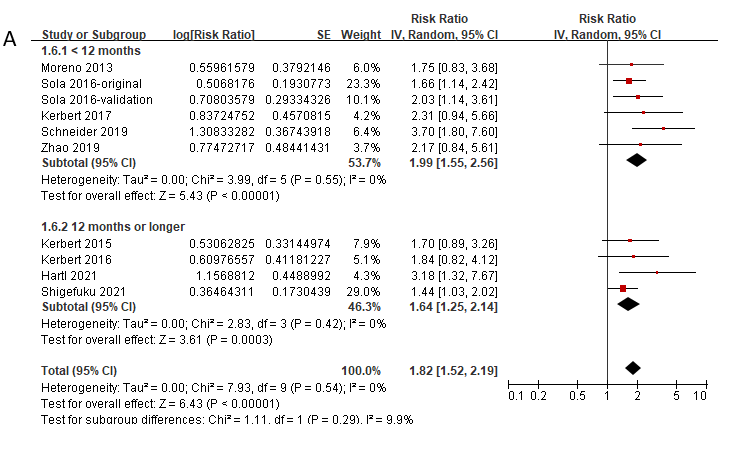 A
Risk Ratio Risk Ratio
Study or Subgroup log[Risk Ratio] SE Weight IV, Random, 95% CI IV, Random, 95% CI
1.6.1 < 12 months
Moreno 2013 0.55961579 0.3792146 6.0% 1.75 [0.83, 3.68]
Sola 2016-original 0.5068176 0.1930773 23.3% 1.66 [1.14, 2.42]
Sola 2016-validation 0.70803579 0.29334326 10.1% 2.03 [1.14, 3.61]
Kerbert 2017 0.83724752 0.4570815 4.2% 2.31 [0.94, 5.66]
Schneider 2019 1.30833282 0.36743918 6.4% 3.70 [1.80, 7.60]
Zhao 2019 0.77472717 0.48441431 3.7% 2.17 [0.84, 5.61]
Subtotal (95% CI) 53.7% 1.99 [1.55, 2.56]
Heterogeneity: Tau² = 0.00; Chi² = 3.99, df = 5 (P = 0.55); I² = 0%
Test for overall effect: Z = 5.43 (P < 0.00001)
1.6.2 12 months or longer
Kerbert 2015 0.53062825 0.33144974 7.9% 1.70 [0.89, 3.26]
Kerbert 2016 0.60976557 0.41181227 5.1% 1.84 [0.82, 4.12]
Hartl 2021 1.1568812 0.4488992 4.3% 3.18 [1.32, 7.67]
Shigefuku 2021 0.36464311 0.1730439 29.0% 1.44 [1.03, 2.02]
Subtotal (95% CI) 46.3% 1.64 [1.25, 2.14]
Heterogeneity: Tau² = 0.00; Chi² = 2.83, df = 3 (P = 0.42); I² = 0%
Test for overall effect: Z = 3.61 (P = 0.0003)
Total (95% CI) 100.0% 1.82 [1.52, 2.19]
Heterogeneity: Tau² = 0.00; Chi² = 7.93, df = 9 (P = 0.54); I² = 0%
Test for overall effect: Z = 6.43 (P < 0.00001)
Test for subgroup differences: Chi² = 1.11, df = 1 (P = 0.29), I² = 9.9%
0.1 0.2 0.5 1 2 5 10